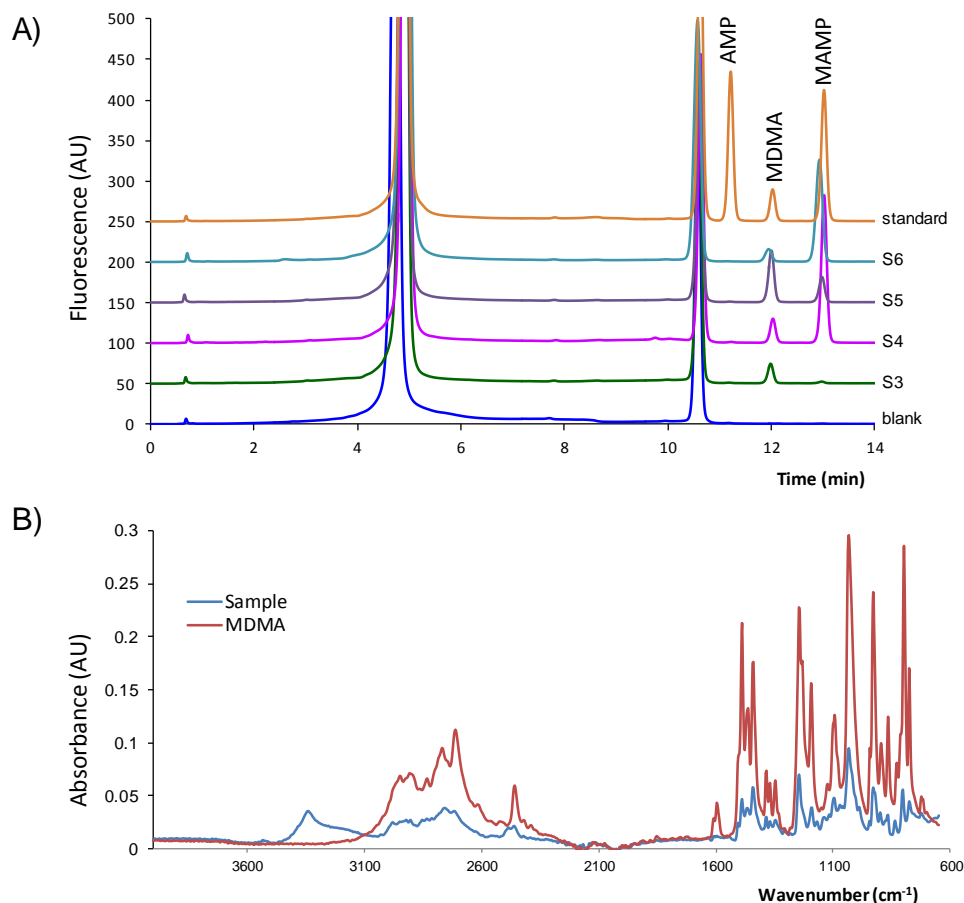 A)
500
450
400
350
300
250
200
150
100
50
0
Fluorescence (AU)
AMP
MDMA
MAMP
standard
S6
S5
S4
S3
blank
0 2 4 6 8 10 12 14
Time (min)
B)
0.3
0.25
0.2
0.15
0.1
0.05
0
Absorbance (AU)
Sample
MDMA
3600 3100 2600 2100 1600 1100 600
Wavenumber (cm⁻¹)